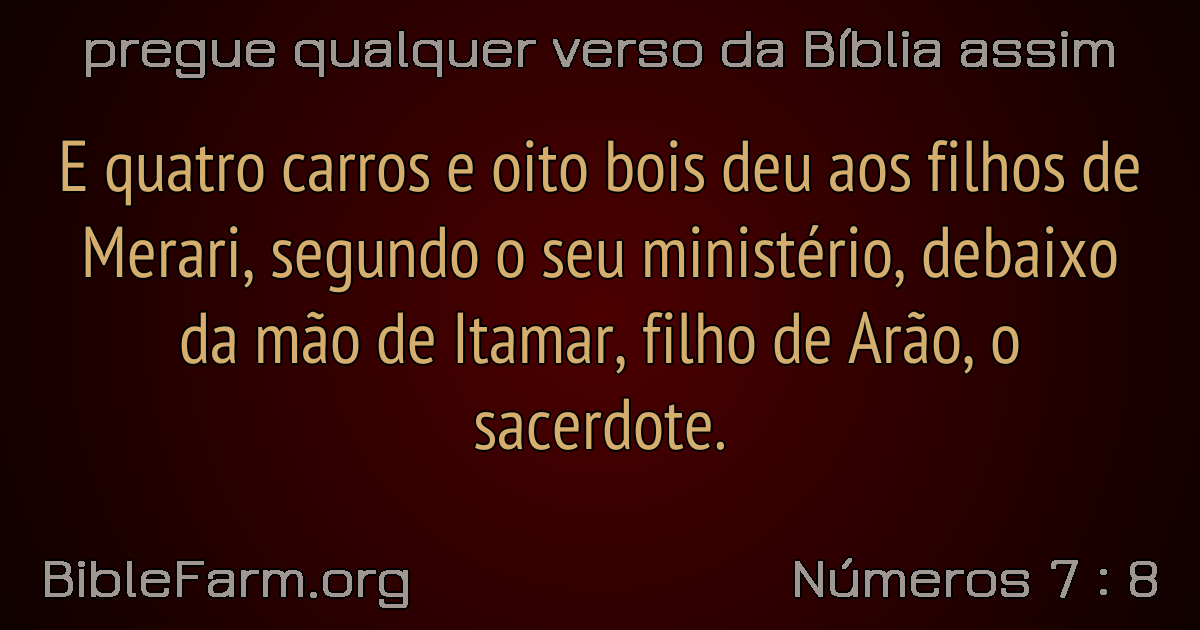 pregue qualquer verso da Bíblia assim
E quatro carros e oito bois deu aos filhos de
Merari, segundo o seu ministério, debaixo
da mão de Itamar, filho de Arão, o
sacerdote.
BibleFarm.org
Números 7 : 8